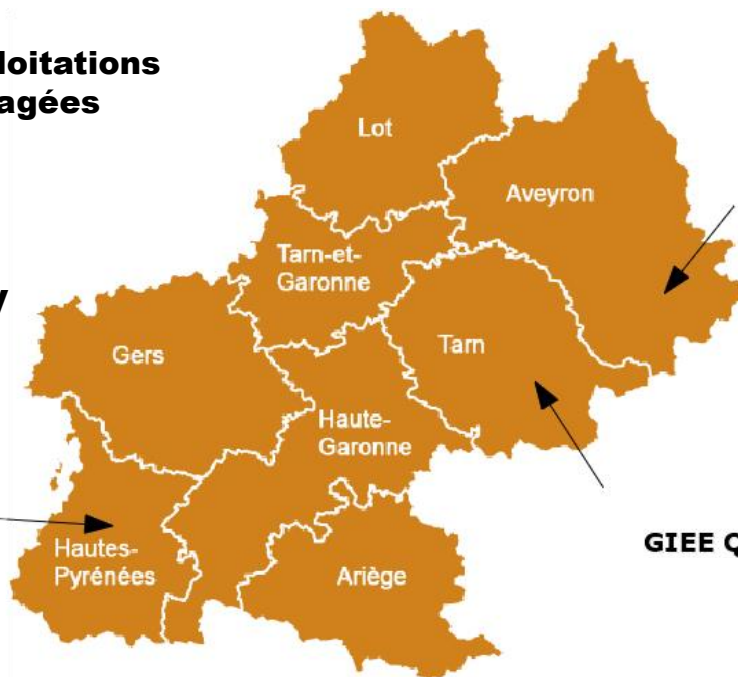 loitations
agées
Lot
Aveyron
Tarn-et-
Garonne
Gers
Tarn
Haute-
Garonne
Hautes-
Pyrénées
Ariège
GIEE Q